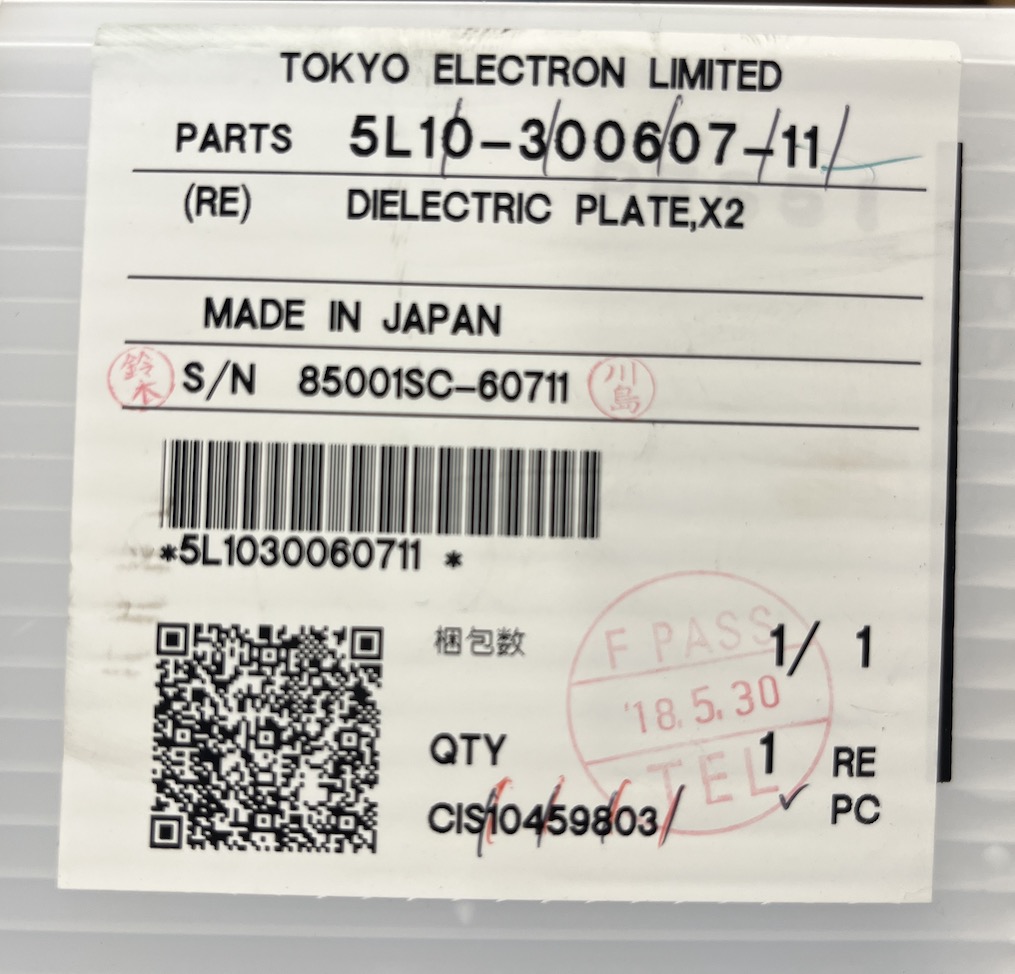 TOKYO ELECTRON LIMITED
PARTS 5L10-300607-11
(RE) DIELECTRIC PLATE,X2
MADE IN JAPAN
鈴木 S/N 85001SC-60711 川島
*5L1030060711 *
梱包数 1/ 1
F PASS
'18.5.30
TEL
QTY 1 RE
CIS10459803 PC